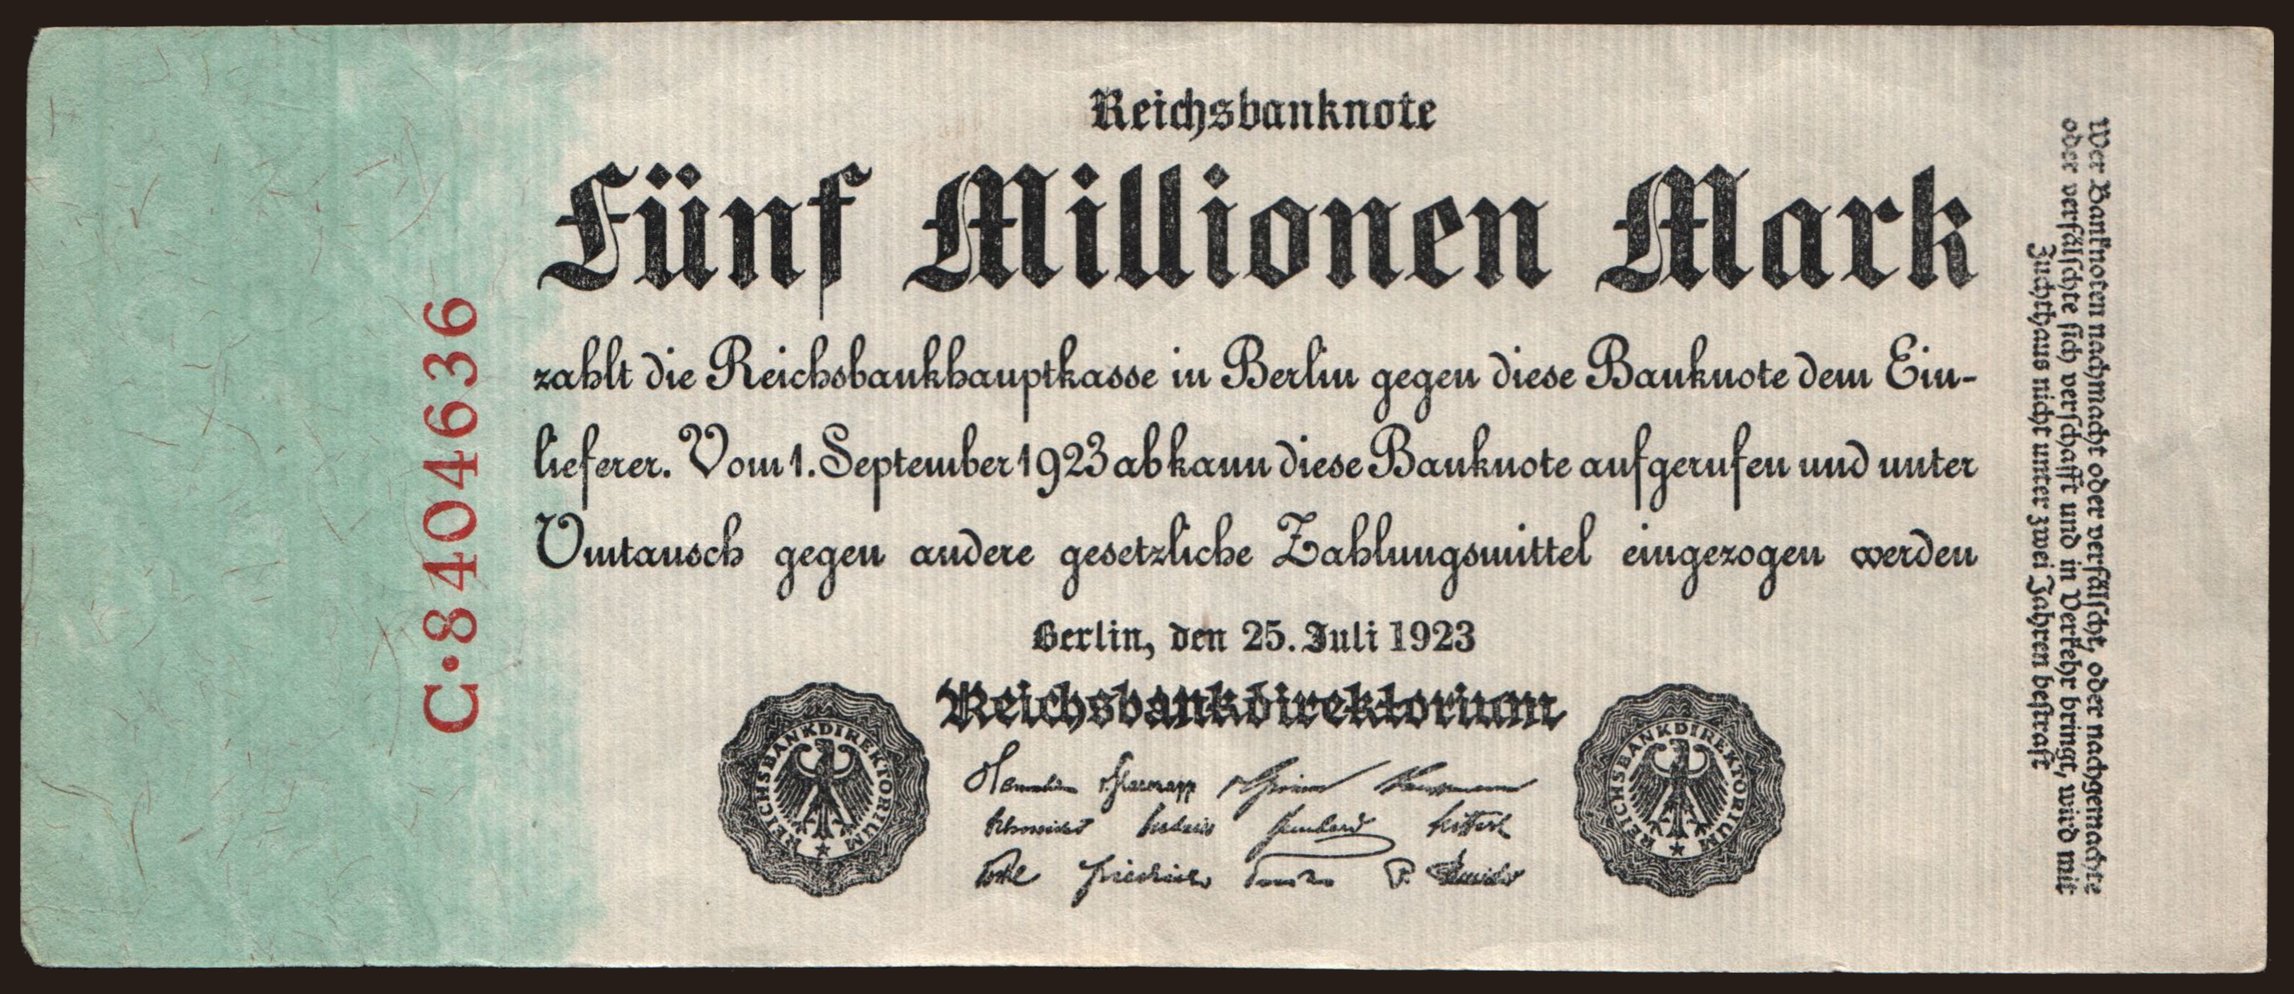 Reichsbanknote
Fünf Millionen Mark
zahlt die Reichsbankhauptkasse in Berlin gegen diese Banknote dem Ein-
lieferer. Vom 1. September 1923 ab kann diese Banknote aufgerufen und unter
Umtausch gegen andere gesetzliche Zahlungsmittel eingezogen werden
Berlin, den 25. Juli 1923
Reichsbankdirektorium
REICHSBANKDIREKTORIUM
REICHSBANKDIREKTORIUM
C·8404636
Wer Banknoten nachmacht oder verfälscht, oder nachgemachte
oder verfälschte sich verschafft und in Verkehr bringt, wird mit
Zuchthaus nicht unter zwei Jahren bestraft